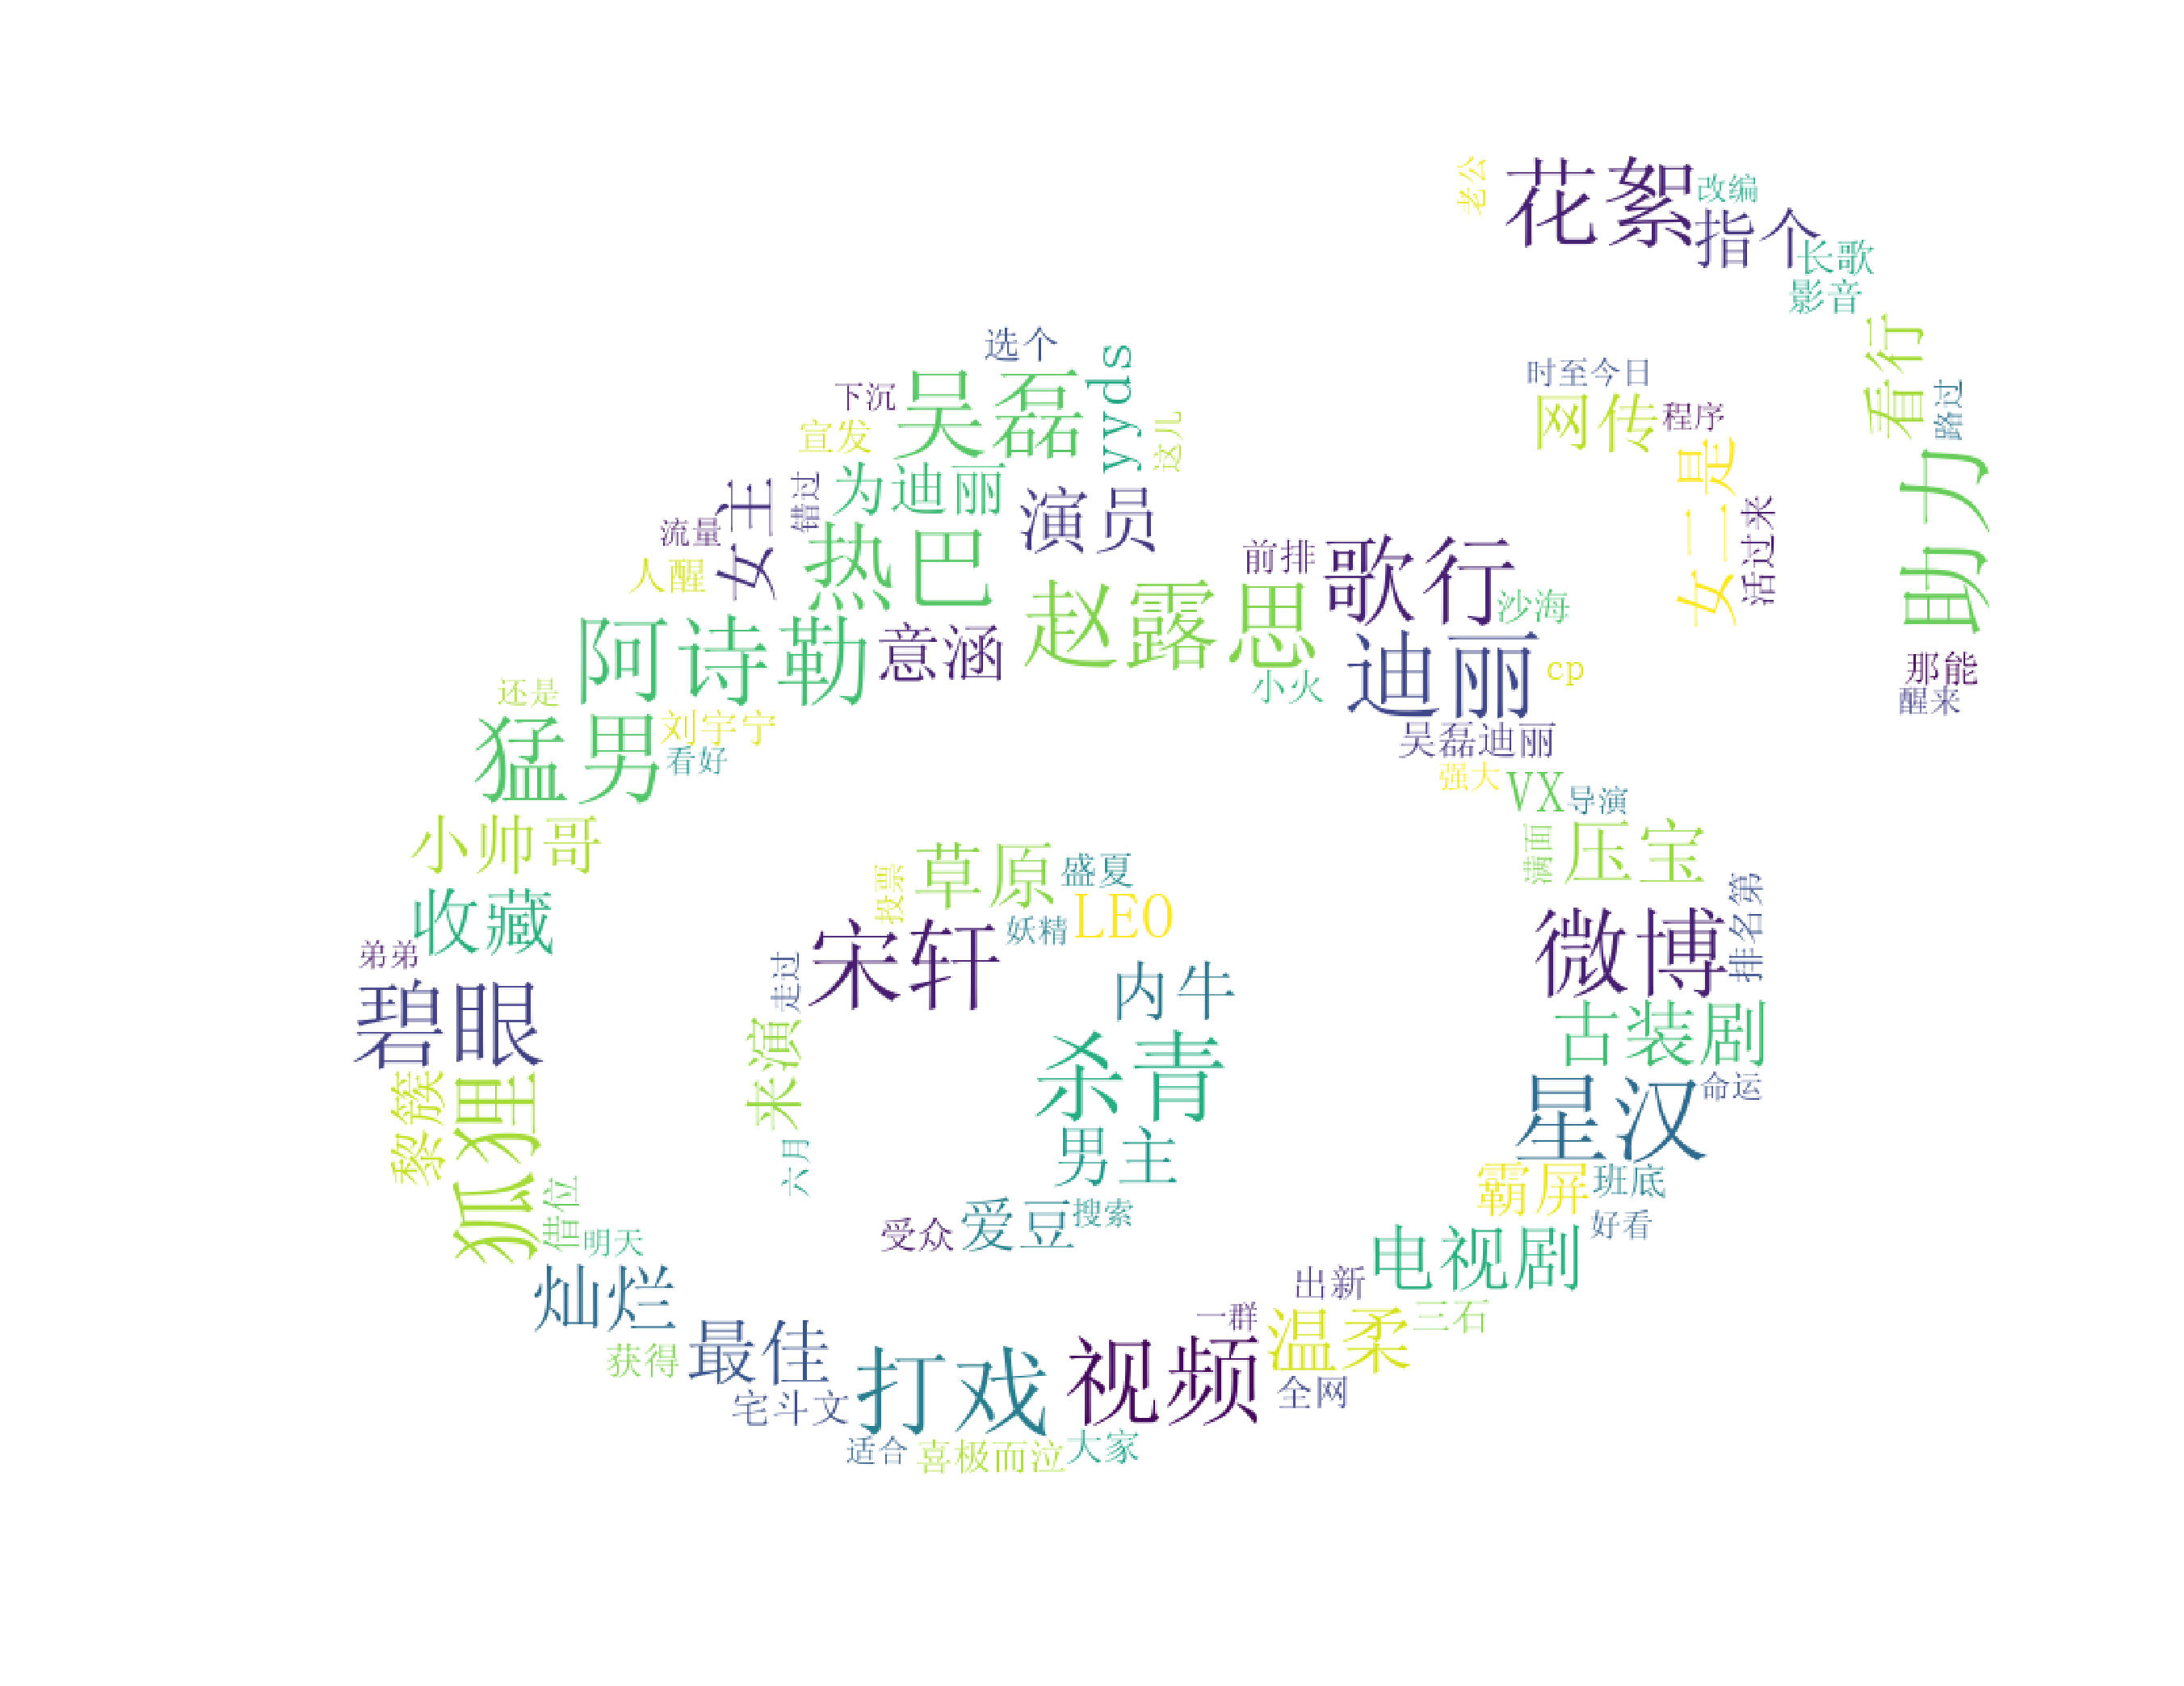 老公
花絮
改编
指个
长歌
影音
看行
路过
助力
那能
醒来
时至今日
网传
程序
女二是
活过来
选个
下沉
吴磊
yyds
宣发
这儿
为迪丽
错过
女主
流量
人醒
演员
热巴
前排
歌行
沙海
赵露思
阿诗勒
意涵
小火
迪丽
cp
还是
刘宇宁
猛男
看好
吴磊迪丽
强大
VX
导演
小帅哥
满面
压宝
草原
盛夏
投票
收藏
LEO
妖精
宋轩
微博
排名第
弟弟
走过
内牛
碧眼
古装剧
来演
杀青
星汉
命运
黎簇
狐狸
男主
六月
霸屏
班底
借位
受众
爱豆
搜索
好看
明天
电视剧
灿烂
出新
一群
温柔
三石
最佳
获得
打戏
视频
全网
宅斗文
适合
喜极而泣
大家